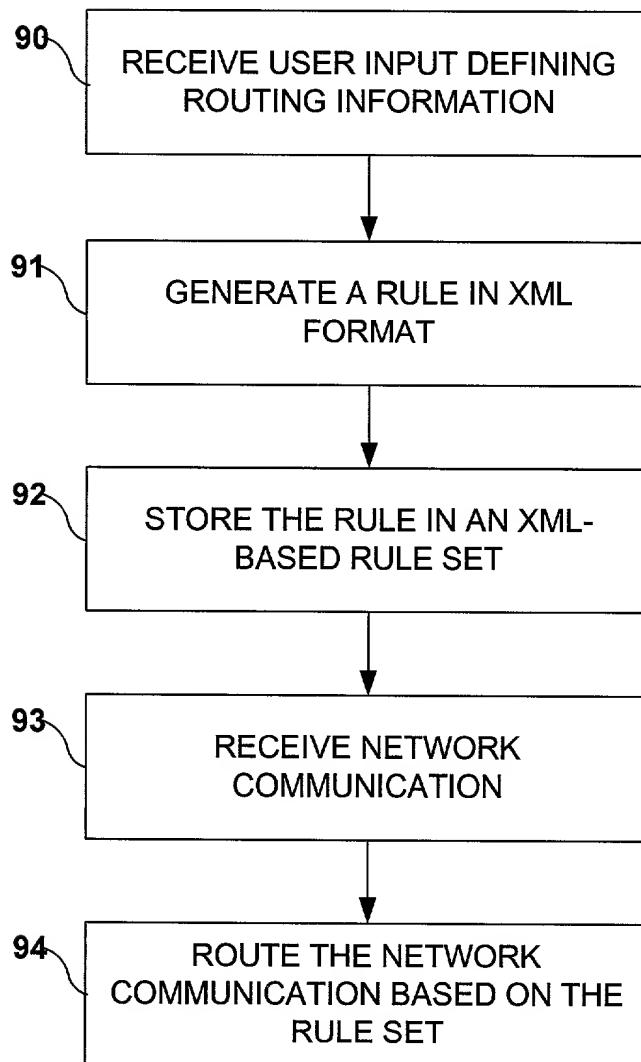 90
RECEIVE USER INPUT DEFINING
ROUTING INFORMATION
91
GENERATE A RULE IN XML
FORMAT
92
STORE THE RULE IN AN XML-
BASED RULE SET
93
RECEIVE NETWORK
COMMUNICATION
94
ROUTE THE NETWORK
COMMUNICATION BASED ON THE
RULE SET